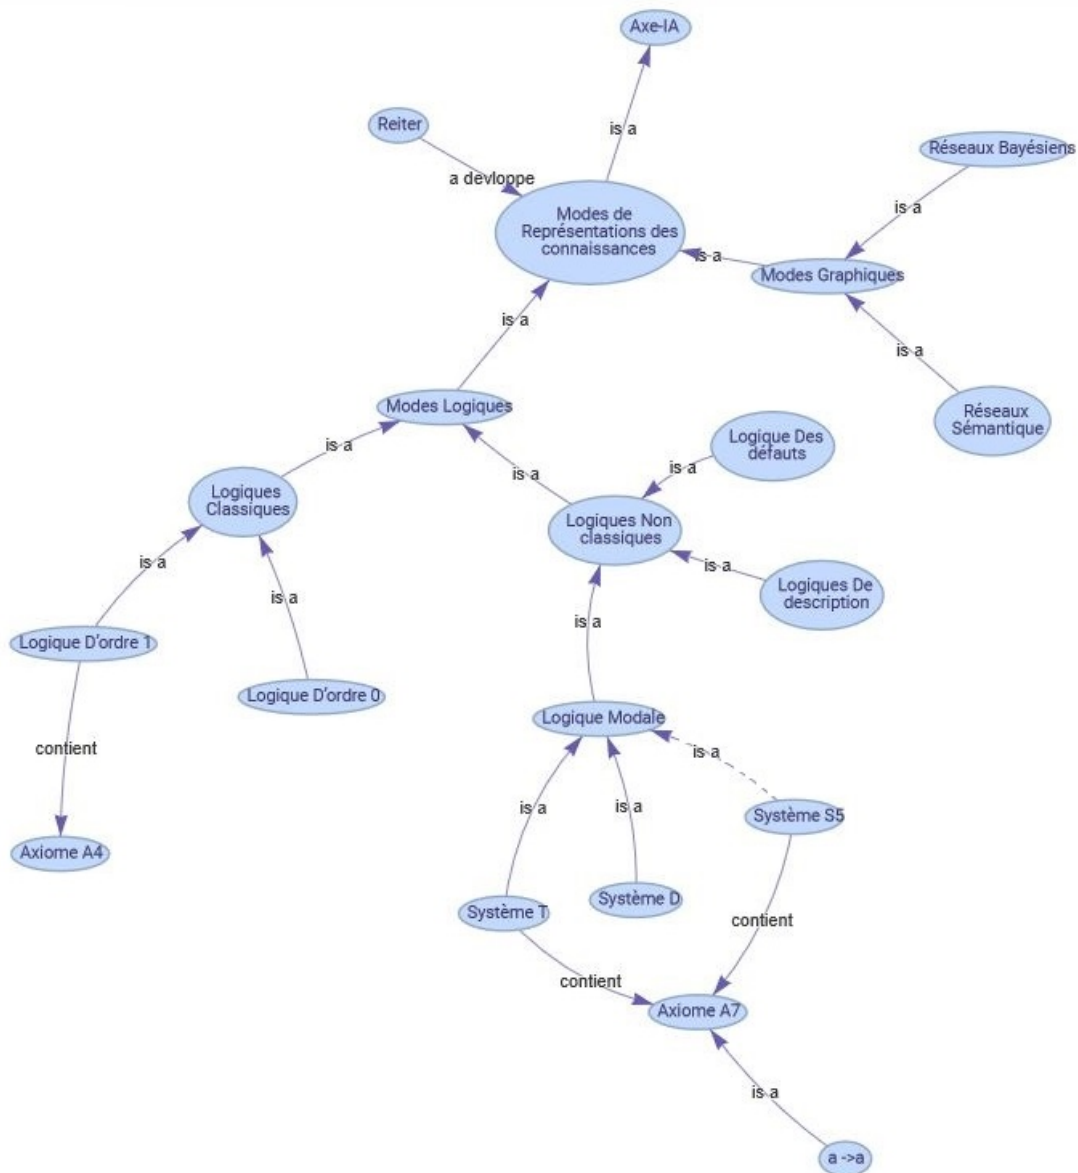 Axe-IA
Reiter
is a
Réseaux Bayésiens
a devloppe
Modes de
Représentations des
connaissances
is a
is a
Modes Graphiques
is a
is a
Modes Logiques
Réseaux
Sémantique
is a
Logique Des
défauts
is a
is a
Logiques
Classiques
Logiques Non
classiques
is a
is a
Logiques De
description
is a
is a
Logique D'ordre 1
Logique D'ordre 0
Logique Modale
contient
is a
is a
is a
Système S5
Axiome A4
Système T
Système D
contient
contient
Axiome A7
is a
a ->a